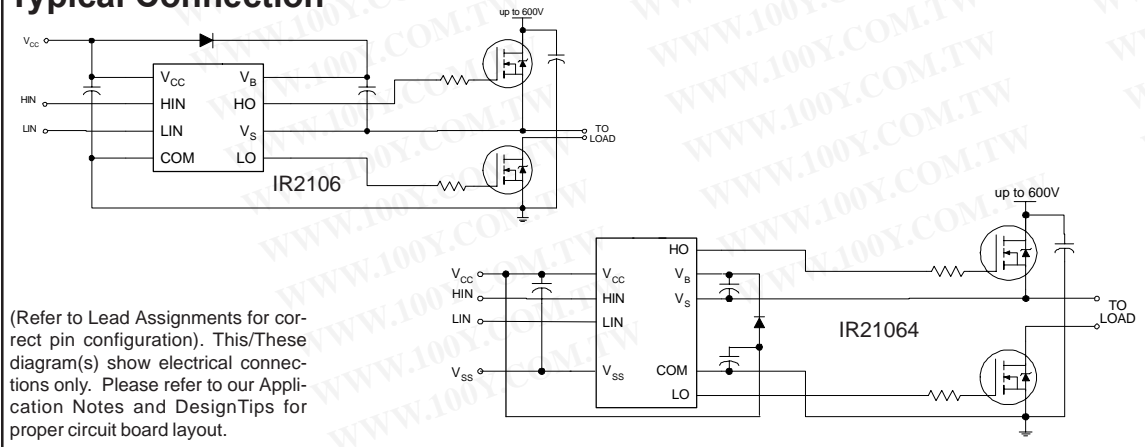 Typical Connection
up to 600V
VCC
VCC
VB
HIN
HIN
HO
LIN
LIN
VS
TO
LOAD
COM
LO
IR2106
up to 600V
HO
VCC
VCC
VB
HIN
HIN
VS
TO
LOAD
LIN
LIN
IR21064
VSS
VSS
COM
LO
(Refer to Lead Assignments for cor-
rect pin configuration). This/These
diagram(s) show electrical connec-
tions only. Please refer to our Appli-
cation Notes and DesignTips for
proper circuit board layout.
WWW.100Y.COM.TW